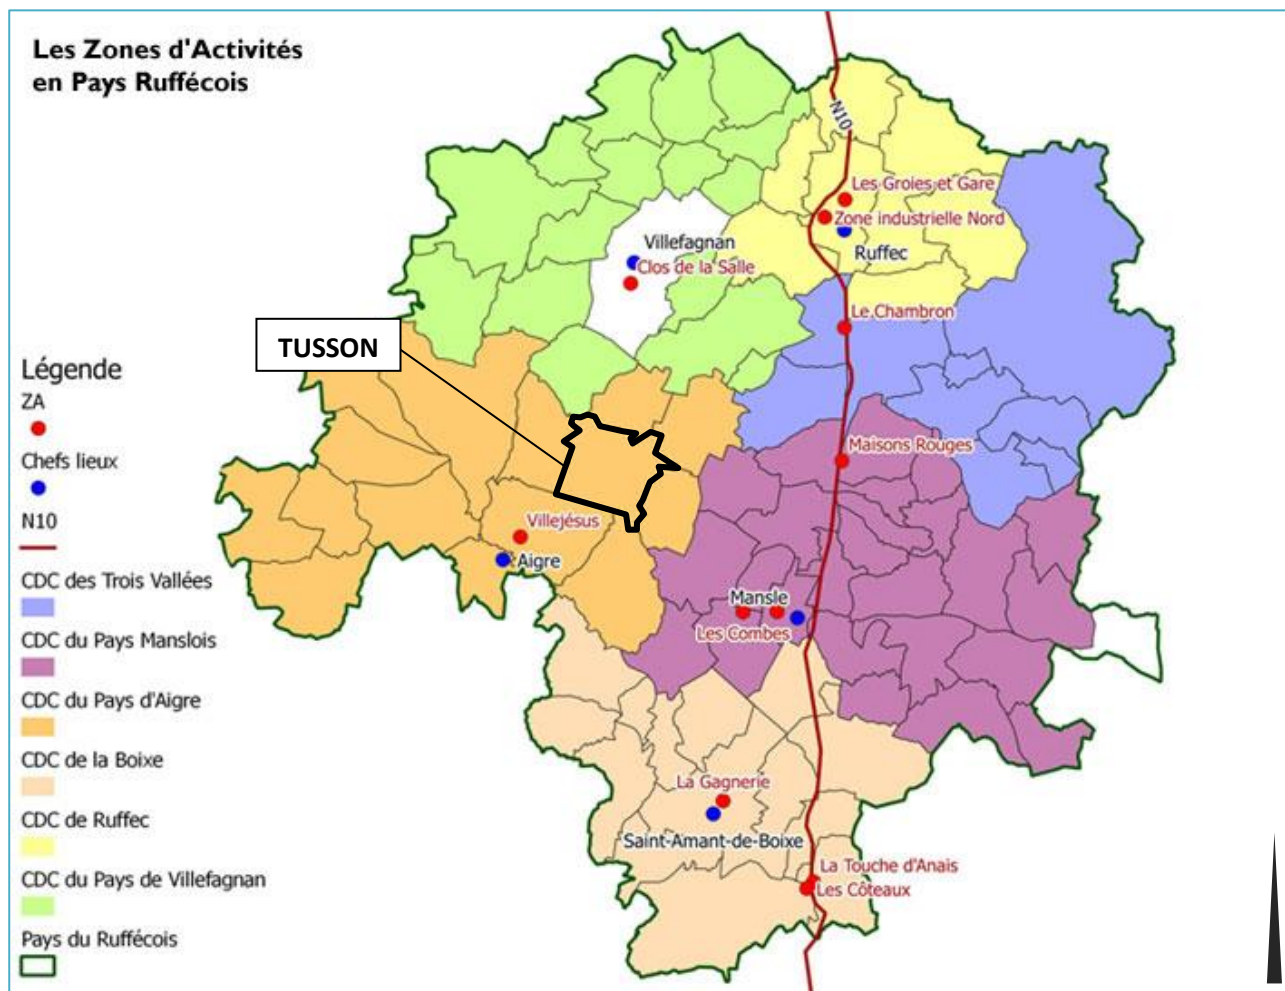 Les Zones d'Activités
en Pays Ruffécois
N10
Les Groies et Gare
Zone industrielle Nord
Ruffec
Villefagnan
Clos de la Salle
Le Chambron
TUSSON
Maisons Rouges
Villejésus
Aigre
Mansle
Les Combes
La Gagnerie
Saint-Amant-de-Boixe
La Touche d'Anais
Les Côteaux
Légende
ZA
Chefs lieux
N10
CDC des Trois Vallées
CDC du Pays Manslois
CDC du Pays d'Aigre
CDC de la Boixe
CDC de Ruffec
CDC du Pays de Villefagnan
Pays du Ruffécois